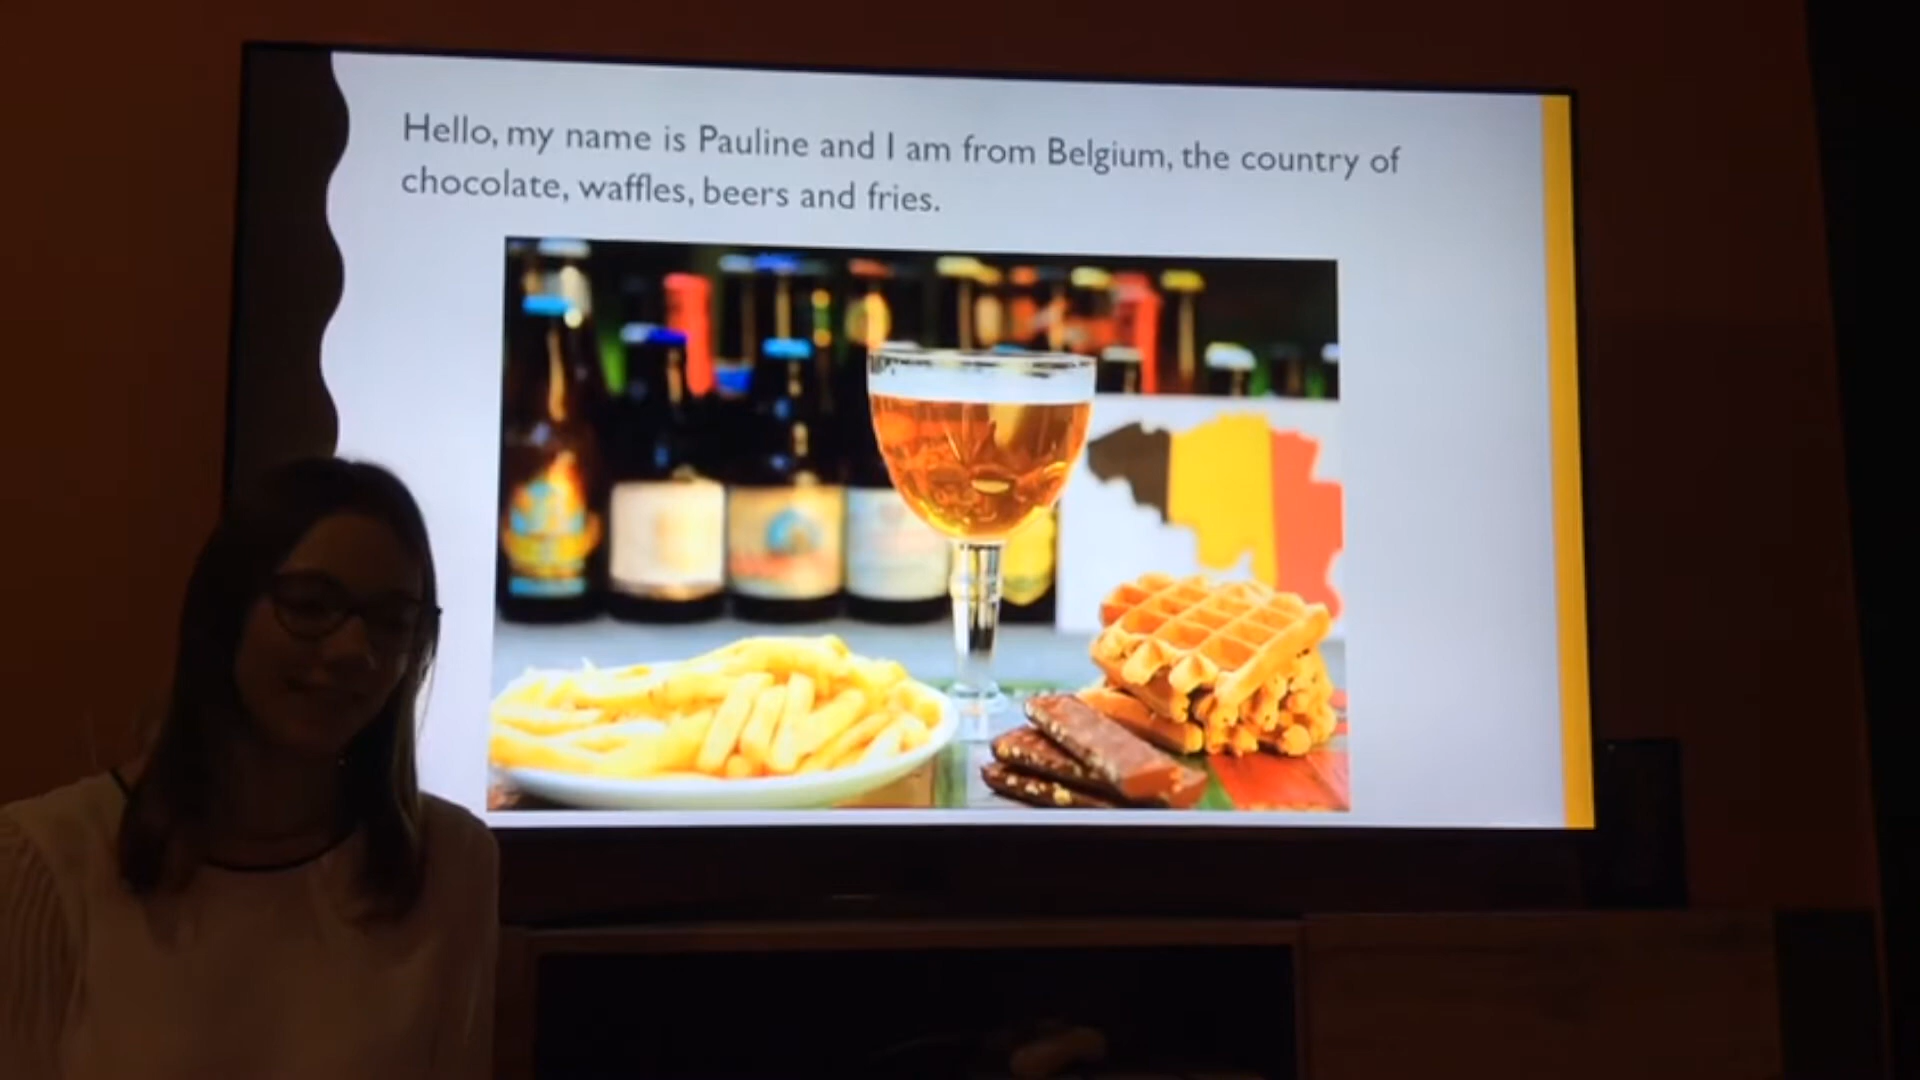 Hello, my name is Pauline and I am from Belgium, the country of
chocolate, waffles, beers and fries.